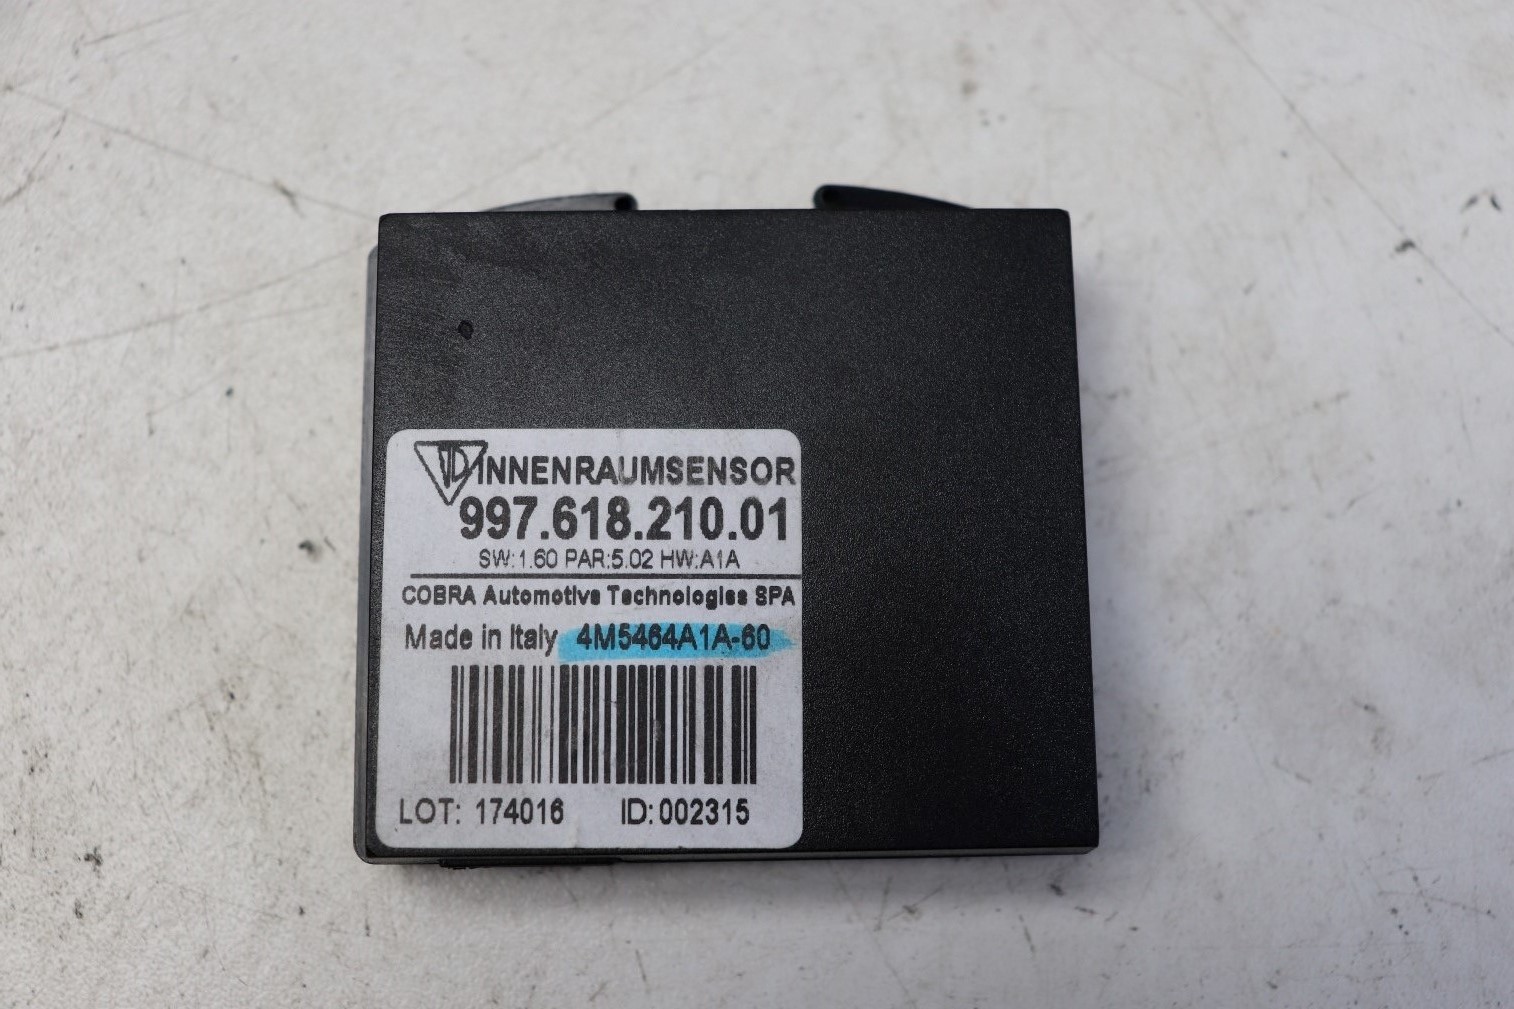 INNENRAUMSENSOR
997.618.210.01
SW:1.60 PAR:5.02 HW:A1A
COBRA Automotive Technologies SPA
Made in Italy 4M5464A1A-60
LOT: 174016 ID:002315